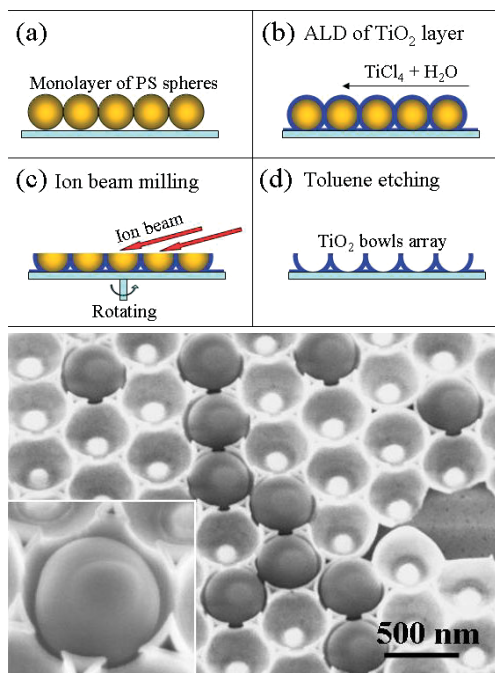 (a)
Monolayer of PS spheres
(b) ALD of TiO₂ layer
TiCl₄ + H₂O
(c) Ion beam milling
Ion beam
Rotating
(d) Toluene etching
TiO₂ bowls array
500 nm